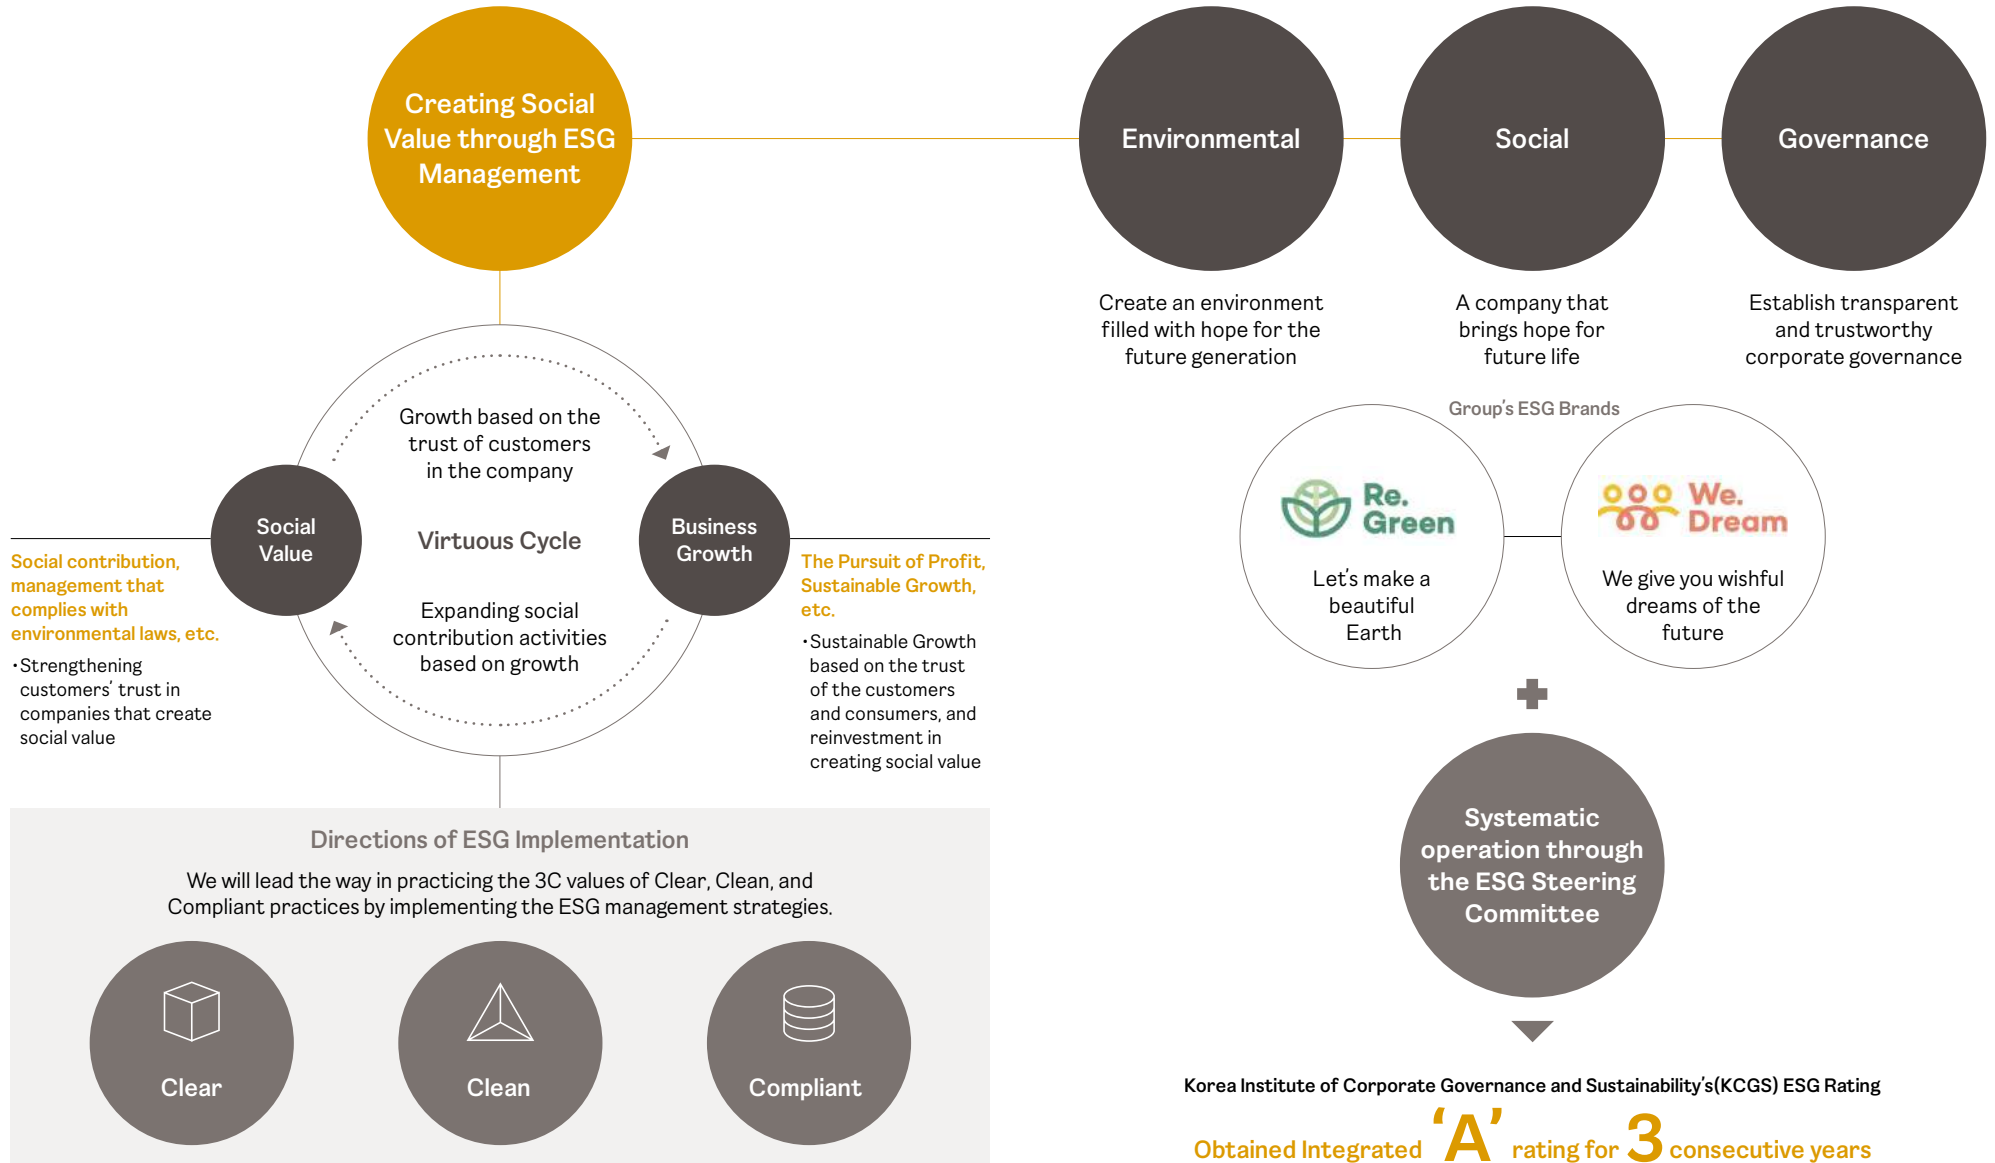 Creating Social
Value through ESG
Management
Environmental
Social
Governance
Create an environment
filled with hope for the
future generation
A company that
brings hope for
future life
Establish transparent
and trustworthy
corporate governance
Growth based on the
trust of customers
in the company
Social
Value
Virtuous Cycle
Business
Growth
Expanding social
contribution activities
based on growth
Social contribution,
management that
complies with
environmental laws, etc.
•Strengthening
customers' trust in
companies that create
social value
The Pursuit of Profit,
Sustainable Growth,
etc.
•Sustainable Growth
based on the trust
of the customers
and consumers, and
reinvestment in
creating social value
Directions of ESG Implementation
We will lead the way in practicing the 3C values of Clear, Clean, and
Compliant practices by implementing the ESG management strategies.
Clear
Clean
Compliant
Group's ESG Brands
Re.
Green
Let's make a
beautiful
Earth
We.
Dream
We give you wishful
dreams of the
future
Systematic
operation through
the ESG Steering
Committee
Korea Institute of Corporate Governance and Sustainability's(KCGS) ESG Rating
Obtained Integrated 'A' rating for 3 consecutive years